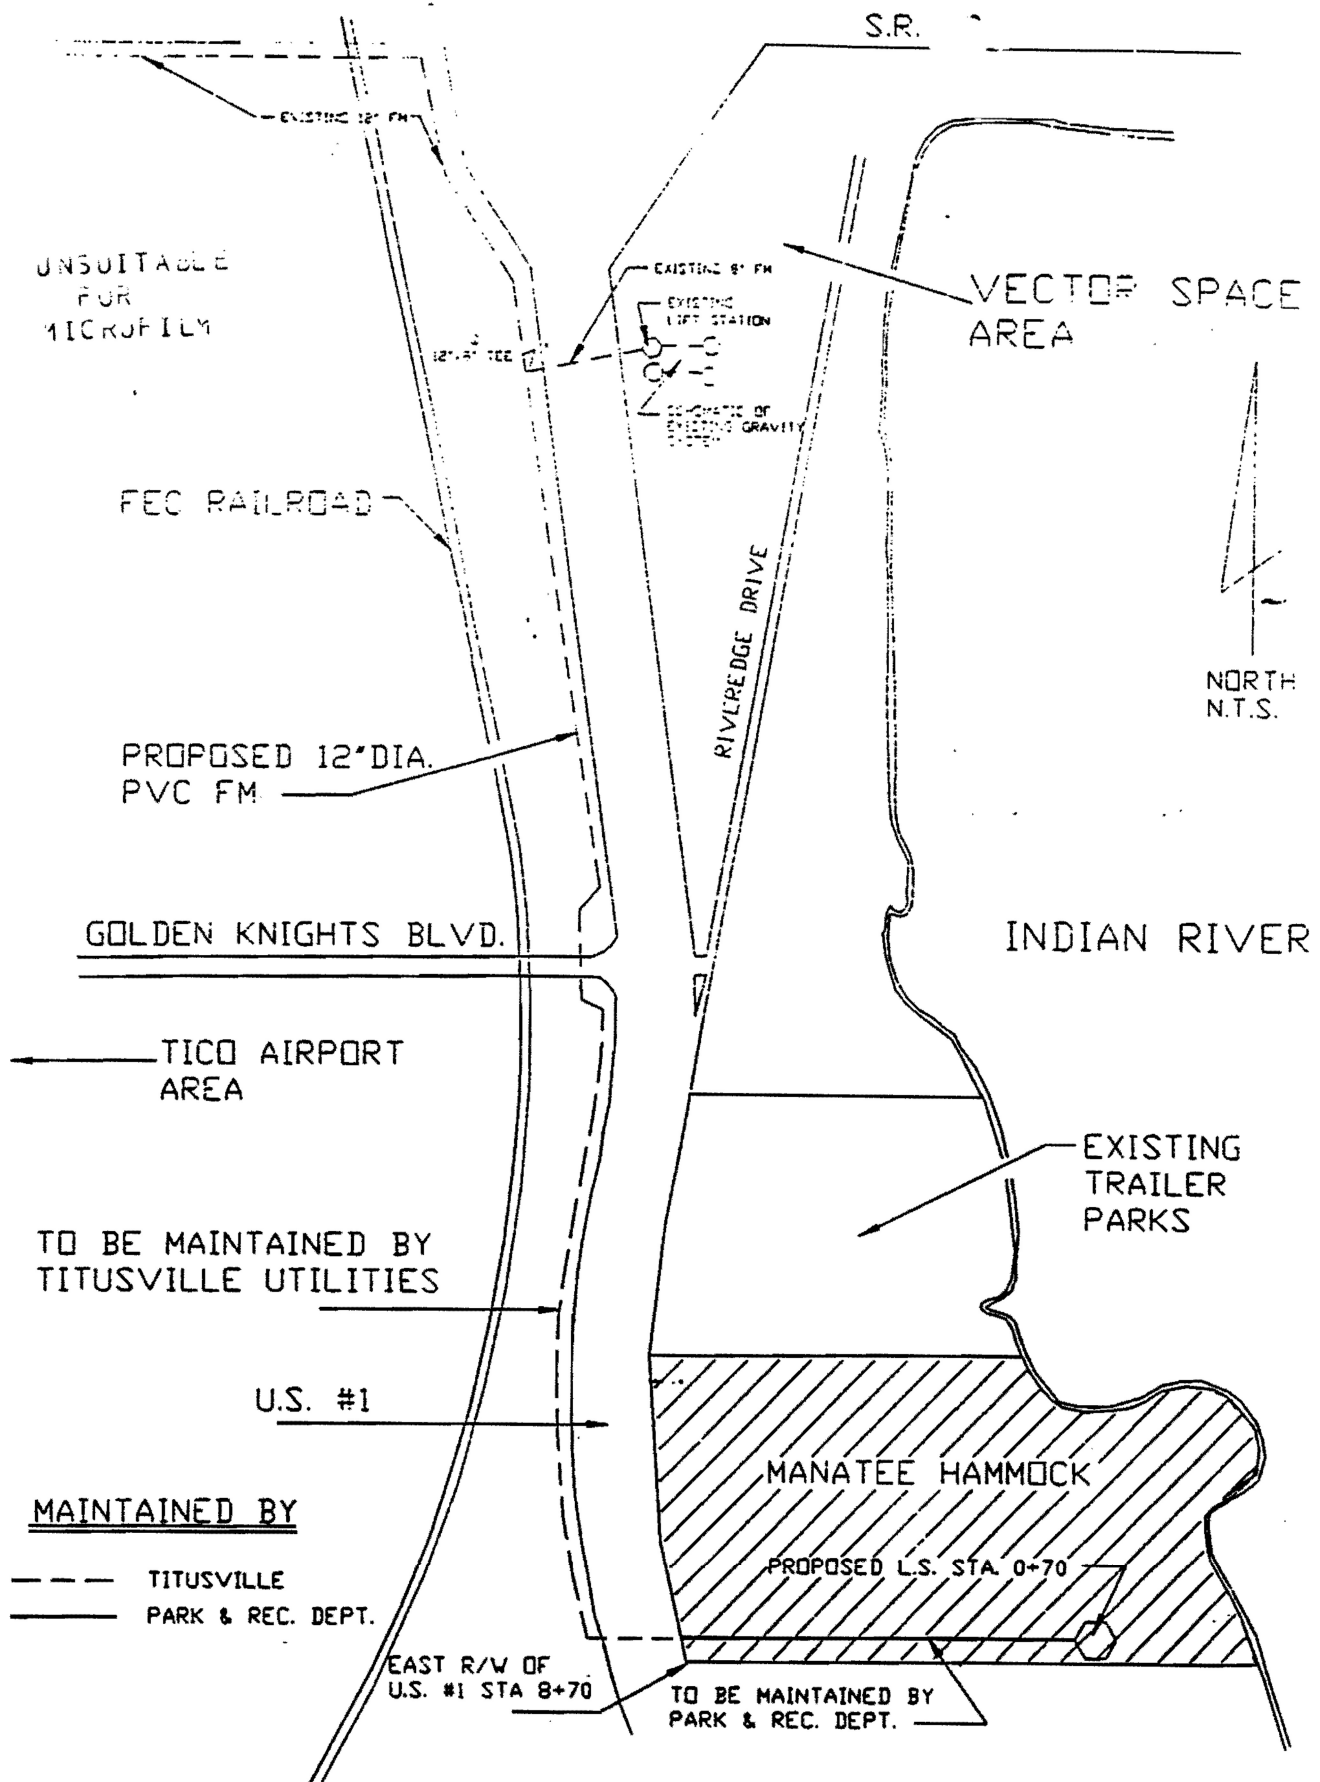 S.R.
EXISTING 12" FM
UNSUITABLE
FOR
MICROFILM
EXISTING 8" FM
EXISTING
LIFT STATION
TEE
VECTOR SPACE
AREA
SCHEMATIC OF
EXISTING GRAVITY
SYSTEM
FEC RAILROAD
RIVEREDGE DRIVE
NORTH
N.T.S.
PROPOSED 12"DIA.
PVC FM
GOLDEN KNIGHTS BLVD.
INDIAN RIVER
TICO AIRPORT
AREA
EXISTING
TRAILER
PARKS
TO BE MAINTAINED BY
TITUSVILLE UTILITIES
U.S. #1
MANATEE HAMMOCK
MAINTAINED BY
TITUSVILLE
PARK & REC. DEPT.
PROPOSED L.S. STA. 0+70
EAST R/W OF
U.S. #1 STA 8+70
TO BE MAINTAINED BY
PARK & REC. DEPT.